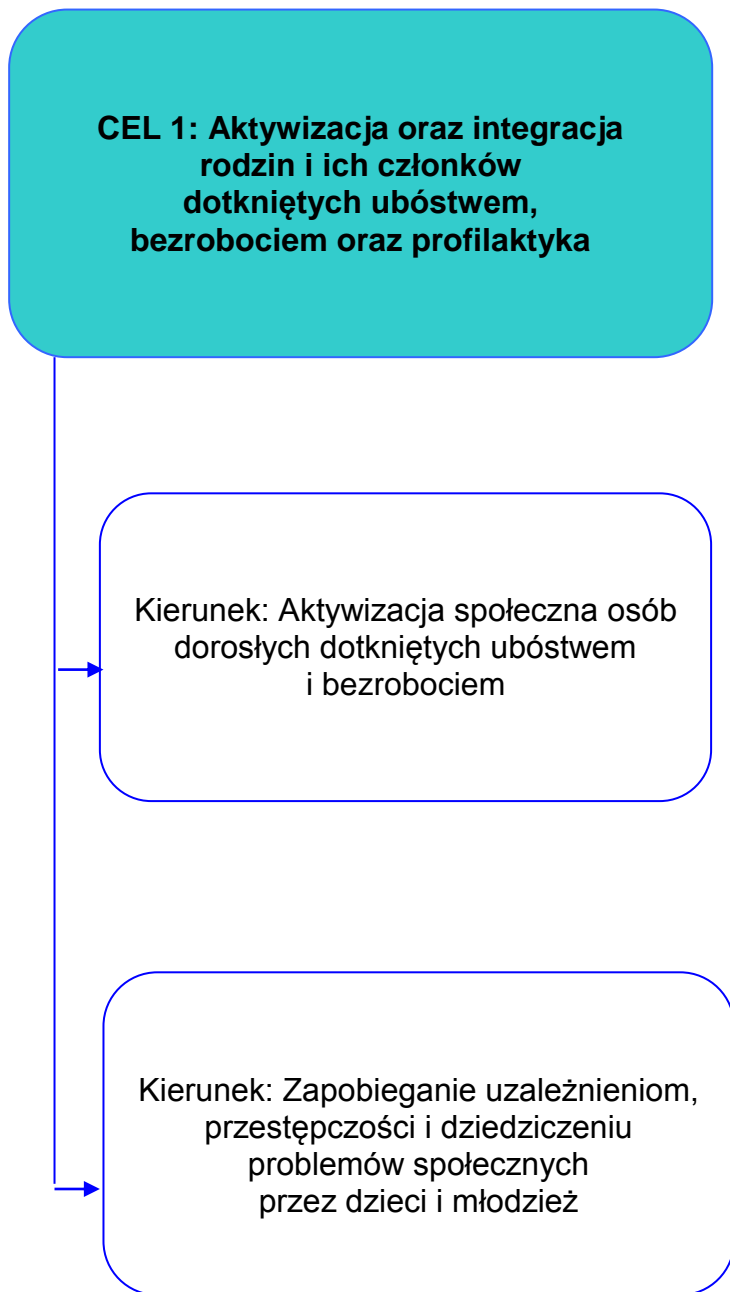 CEL 1: Aktywizacja oraz integracja
rodzin i ich członków
dotkniętych ubóstwem,
bezrobociem oraz profilaktyka
Kierunek: Aktywizacja społeczna osób
dorosłych dotkniętych ubóstwem
i bezrobociem
Kierunek: Zapobieganie uzależnieniom,
przestępczości i dziedziczeniu
problemów społecznych
przez dzieci i młodzież